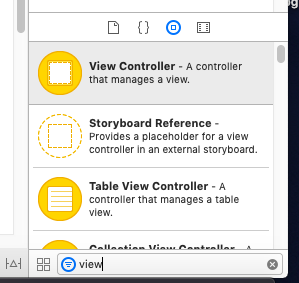 View Controller - A controller
that manages a view.
Storyboard Reference -
Provides a placeholder for a view
controller in an external storyboard.
Table View Controller - A
controller that manages a table
view.
Collection View Controller - A
view